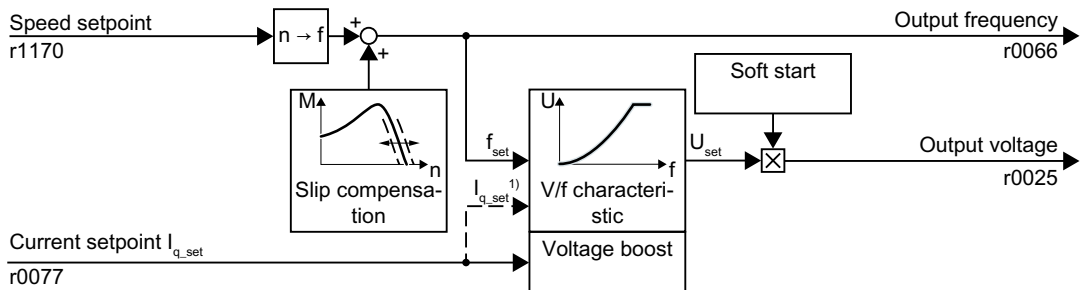 Speed setpoint
r1170
n → f
+
+
Output frequency
r0066
Soft start
M
n
Slip compensa-
tion
f_set
I_q_set 1)
U
f
V/f characteri-
stic
U_set
Output voltage
r0025
Current setpoint I_q_set
r0077
Voltage boost